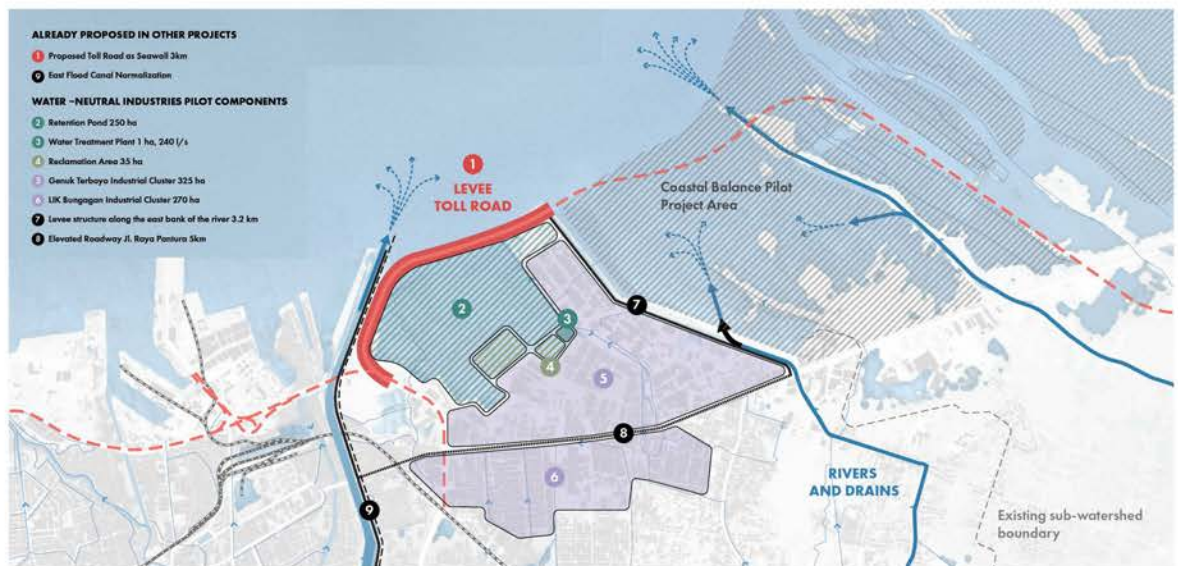 ALREADY PROPOSED IN OTHER PROJECTS
1 Proposed Toll Road as Seawall 3km
9 East Flood Canal Normalization
WATER –NEUTRAL INDUSTRIES PILOT COMPONENTS
2 Retention Pond 250 ha
3 Water Treatment Plant 1 ha, 240 l/s
4 Reclamation Area 35 ha
5 Genuk Terboyo Industrial Cluster 325 ha
6 LIK Bungagan Industrial Cluster 270 ha
7 Levee structure along the east bank of the river 3.2 km
8 Elevated Roadway Jl. Raya Pantura 5km
1
LEVEE
TOLL ROAD
Coastal Balance Pilot
Project Area
2
3
4
5
7
8
6
9
RIVERS
AND DRAINS
Existing sub-watershed
boundary